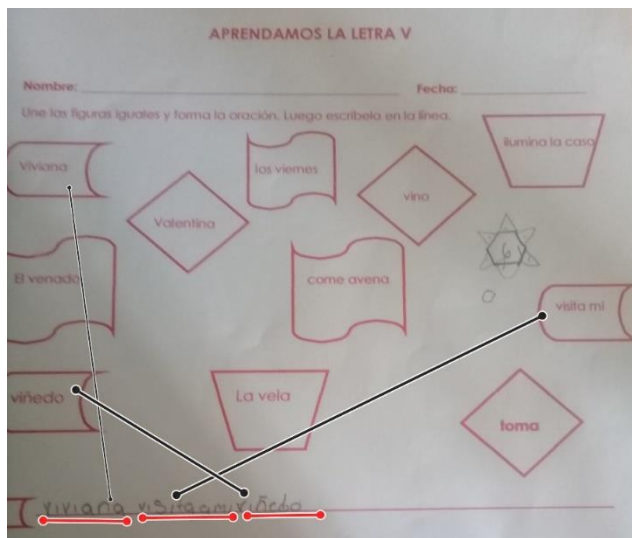 APRENDAMOS LA LETRA V
Nombre: Fecha:
Une las figuras iguales y forma la oración. Luego escríbela en la línea.
ilumina la casa
Viviana
los viernes
vino
Valentina
El venado
come avena
6
visita mi
viñedo
La vela
toma
viviana visita a mi viñedo